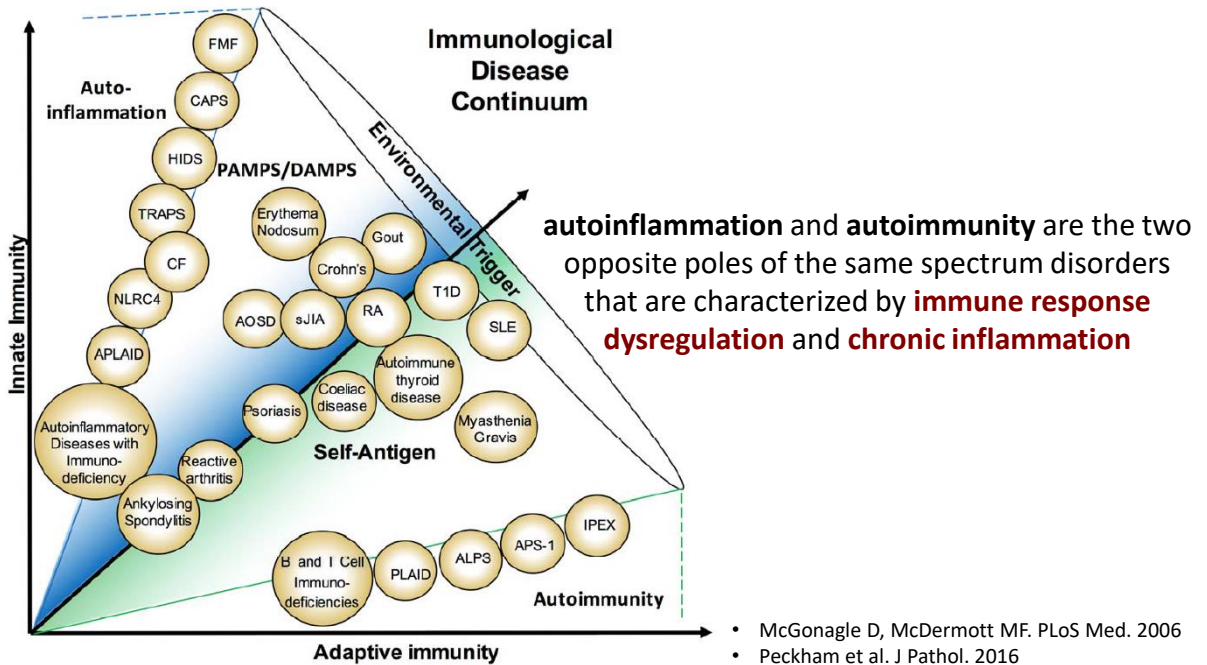 Immunological
Disease
Continuum
Innate Immunity
Auto-
inflammation
FMF
CAPS
HIDS
TRAPS
CF
NLRC4
APLAID
Autoinflammatory
Diseases with
Immuno-
deficiency
PAMPS/DAMPS
Environmental Trigger
Erythema
Nodosum
Gout
Crohn's
AOSD
sJIA
RA
T1D
SLE
Autoimmune
thyroid
disease
Coeliac
disease
Psoriasis
Myasthenia
Gravis
Self-Antigen
Reactive
arthritis
Ankylosing
Spondylitis
B and T Cell
Immuno-
deficiencies
PLAID
ALPS
APS-1
IPEX
Autoimmunity
Adaptive immunity
autoinflammation and autoimmunity are the two
opposite poles of the same spectrum disorders
that are characterized by immune response
dysregulation and chronic inflammation
• McGonagle D, McDermott MF. PLoS Med. 2006
• Peckham et al. J Pathol. 2016